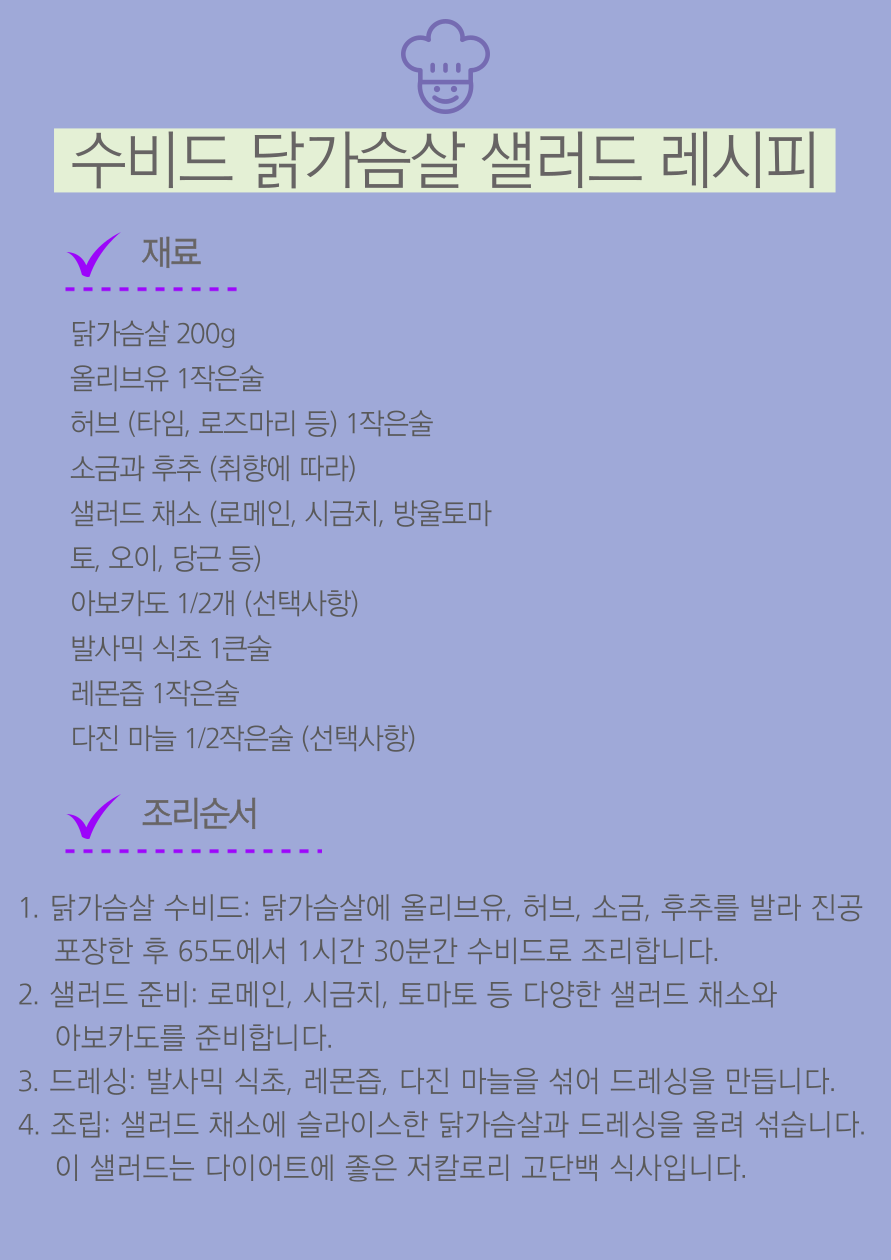 수비드 닭가슴살 샐러드 레시피
재료
닭가슴살 200g
올리브유 1작은술
허브 (타임, 로즈마리 등) 1작은술
소금과 후추 (취향에 따라)
샐러드 채소 (로메인, 시금치, 방울토마
토, 오이, 당근 등)
아보카도 1/2개 (선택사항)
발사믹 식초 1큰술
레몬즙 1작은술
다진 마늘 1/2작은술 (선택사항)
조리순서
1. 닭가슴살 수비드: 닭가슴살에 올리브유, 허브, 소금, 후추를 발라 진공
포장한 후 65도에서 1시간 30분간 수비드로 조리합니다.
2. 샐러드 준비: 로메인, 시금치, 토마토 등 다양한 샐러드 채소와
아보카도를 준비합니다.
3. 드레싱: 발사믹 식초, 레몬즙, 다진 마늘을 섞어 드레싱을 만듭니다.
4. 조립: 샐러드 채소에 슬라이스한 닭가슴살과 드레싱을 올려 섞습니다.
이 샐러드는 다이어트에 좋은 저칼로리 고단백 식사입니다.